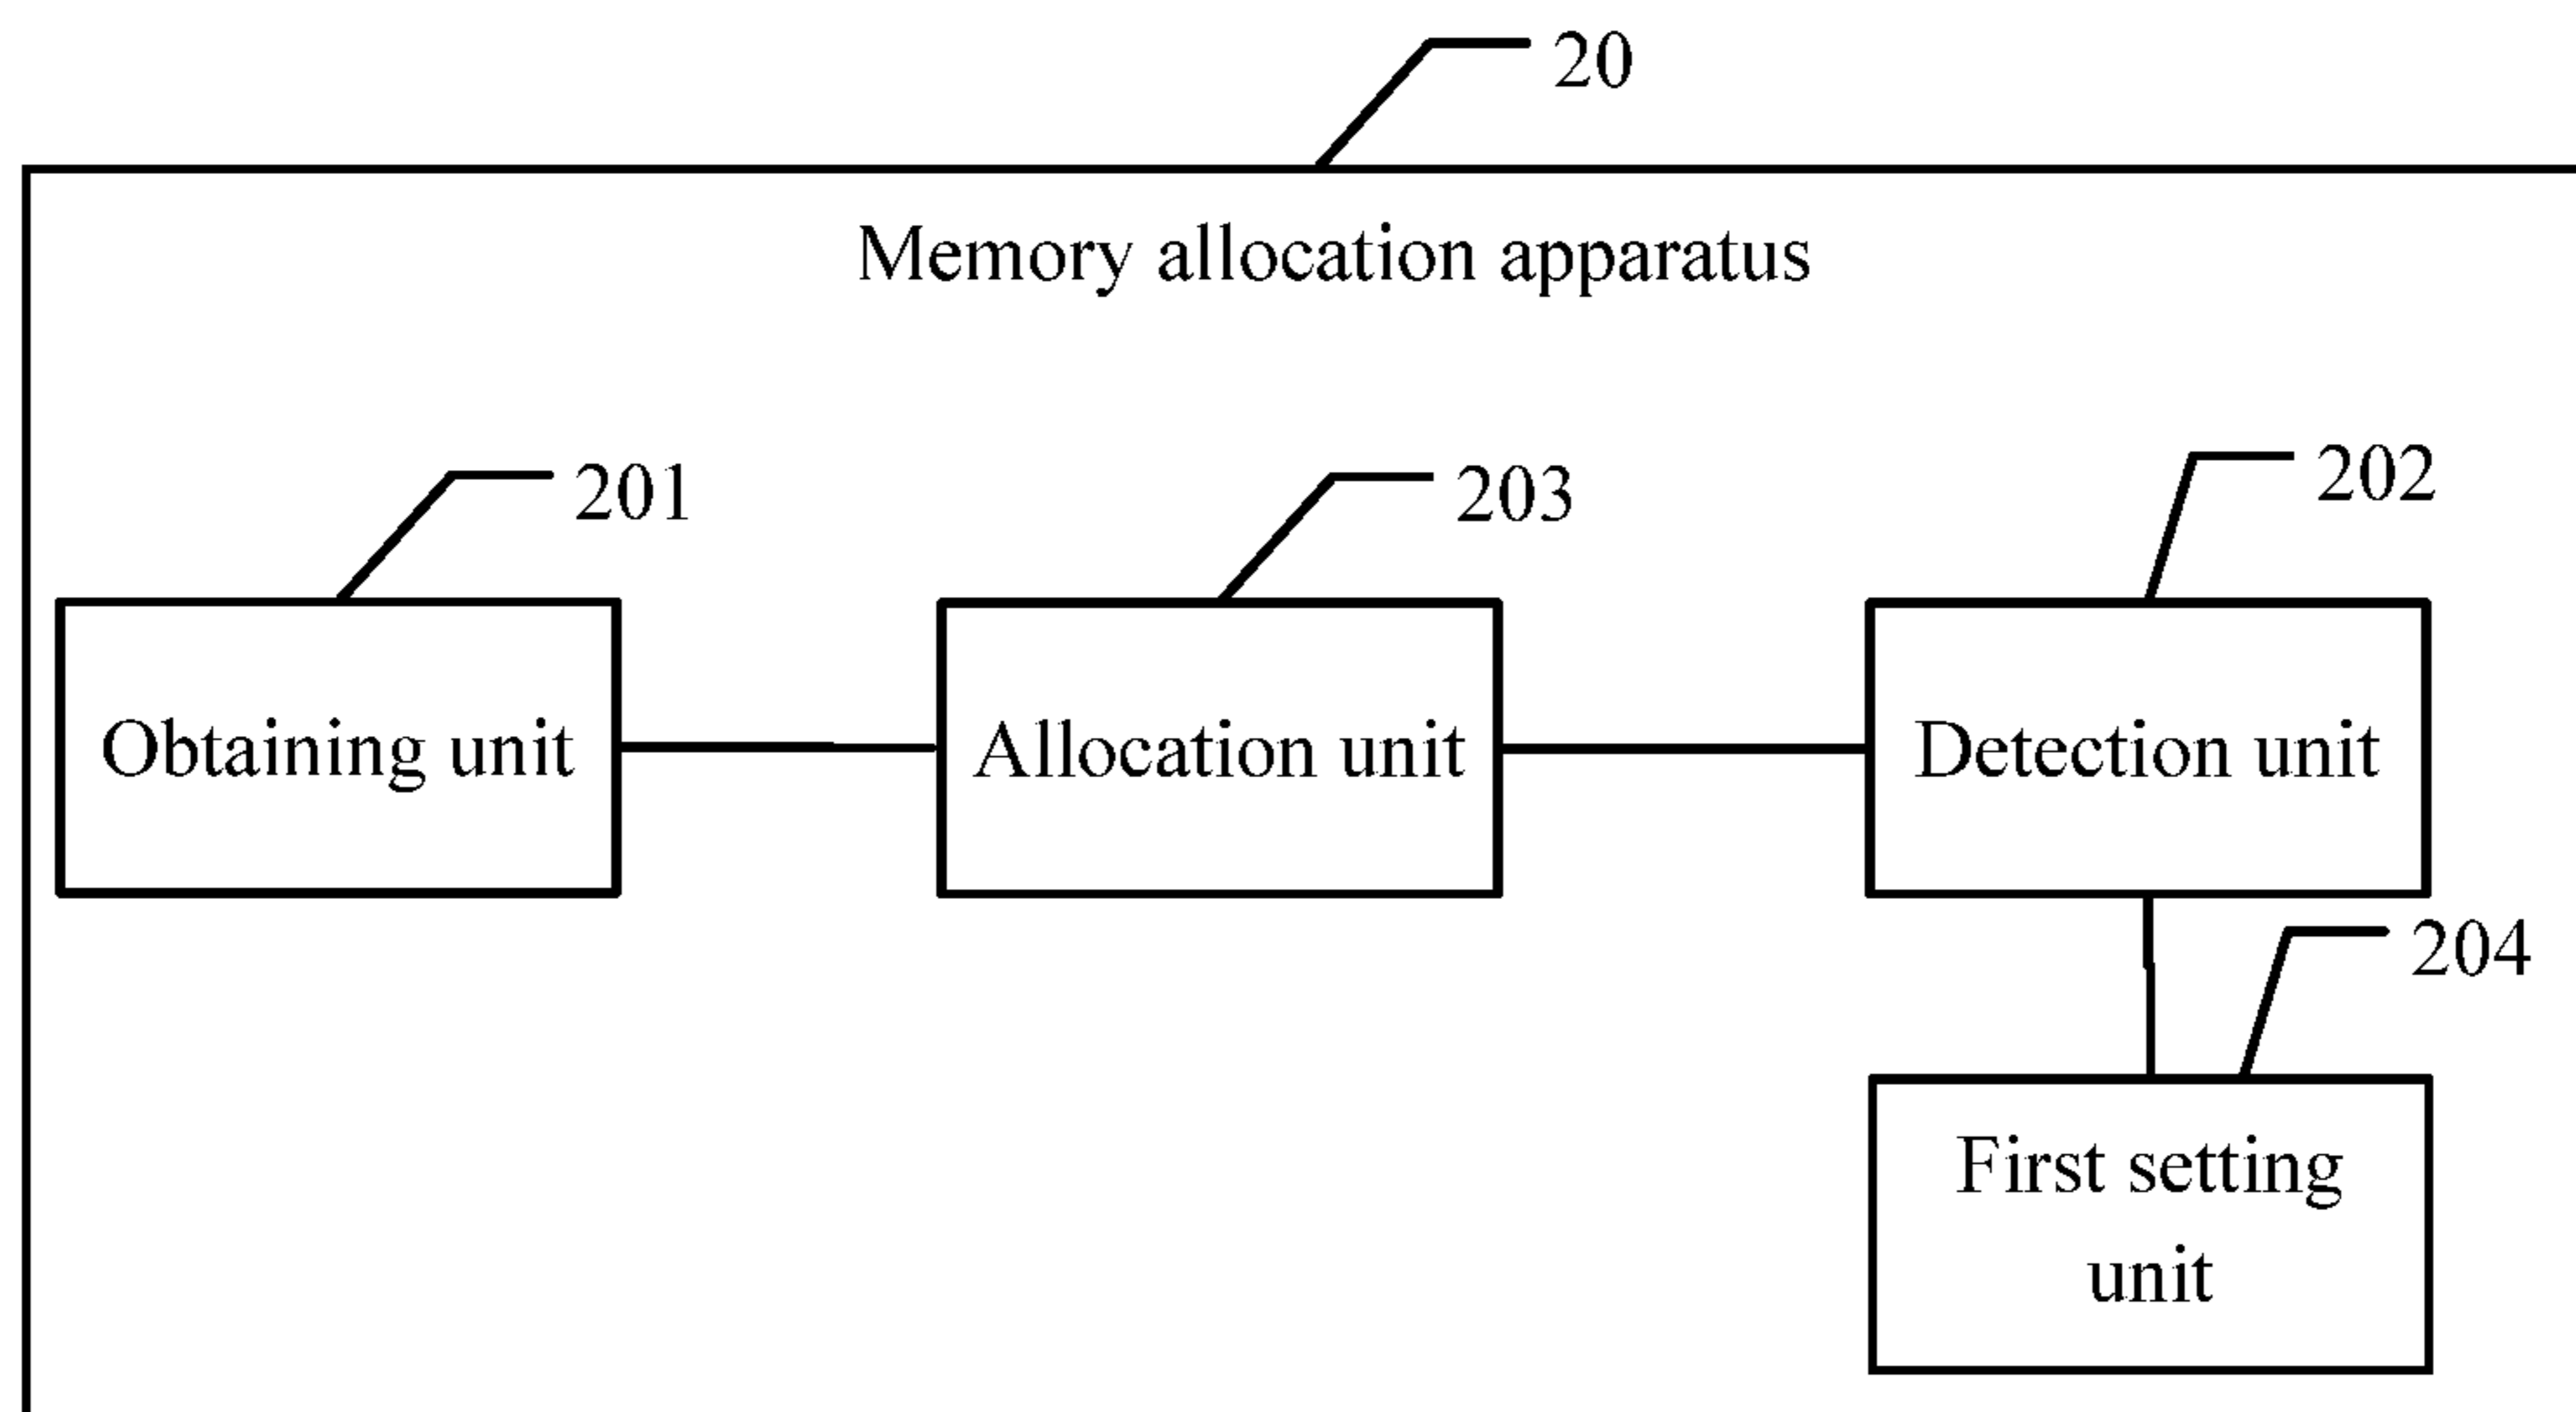 20
Memory allocation apparatus
201
203
202
Obtaining unit
Allocation unit
Detection unit
204
First setting
unit